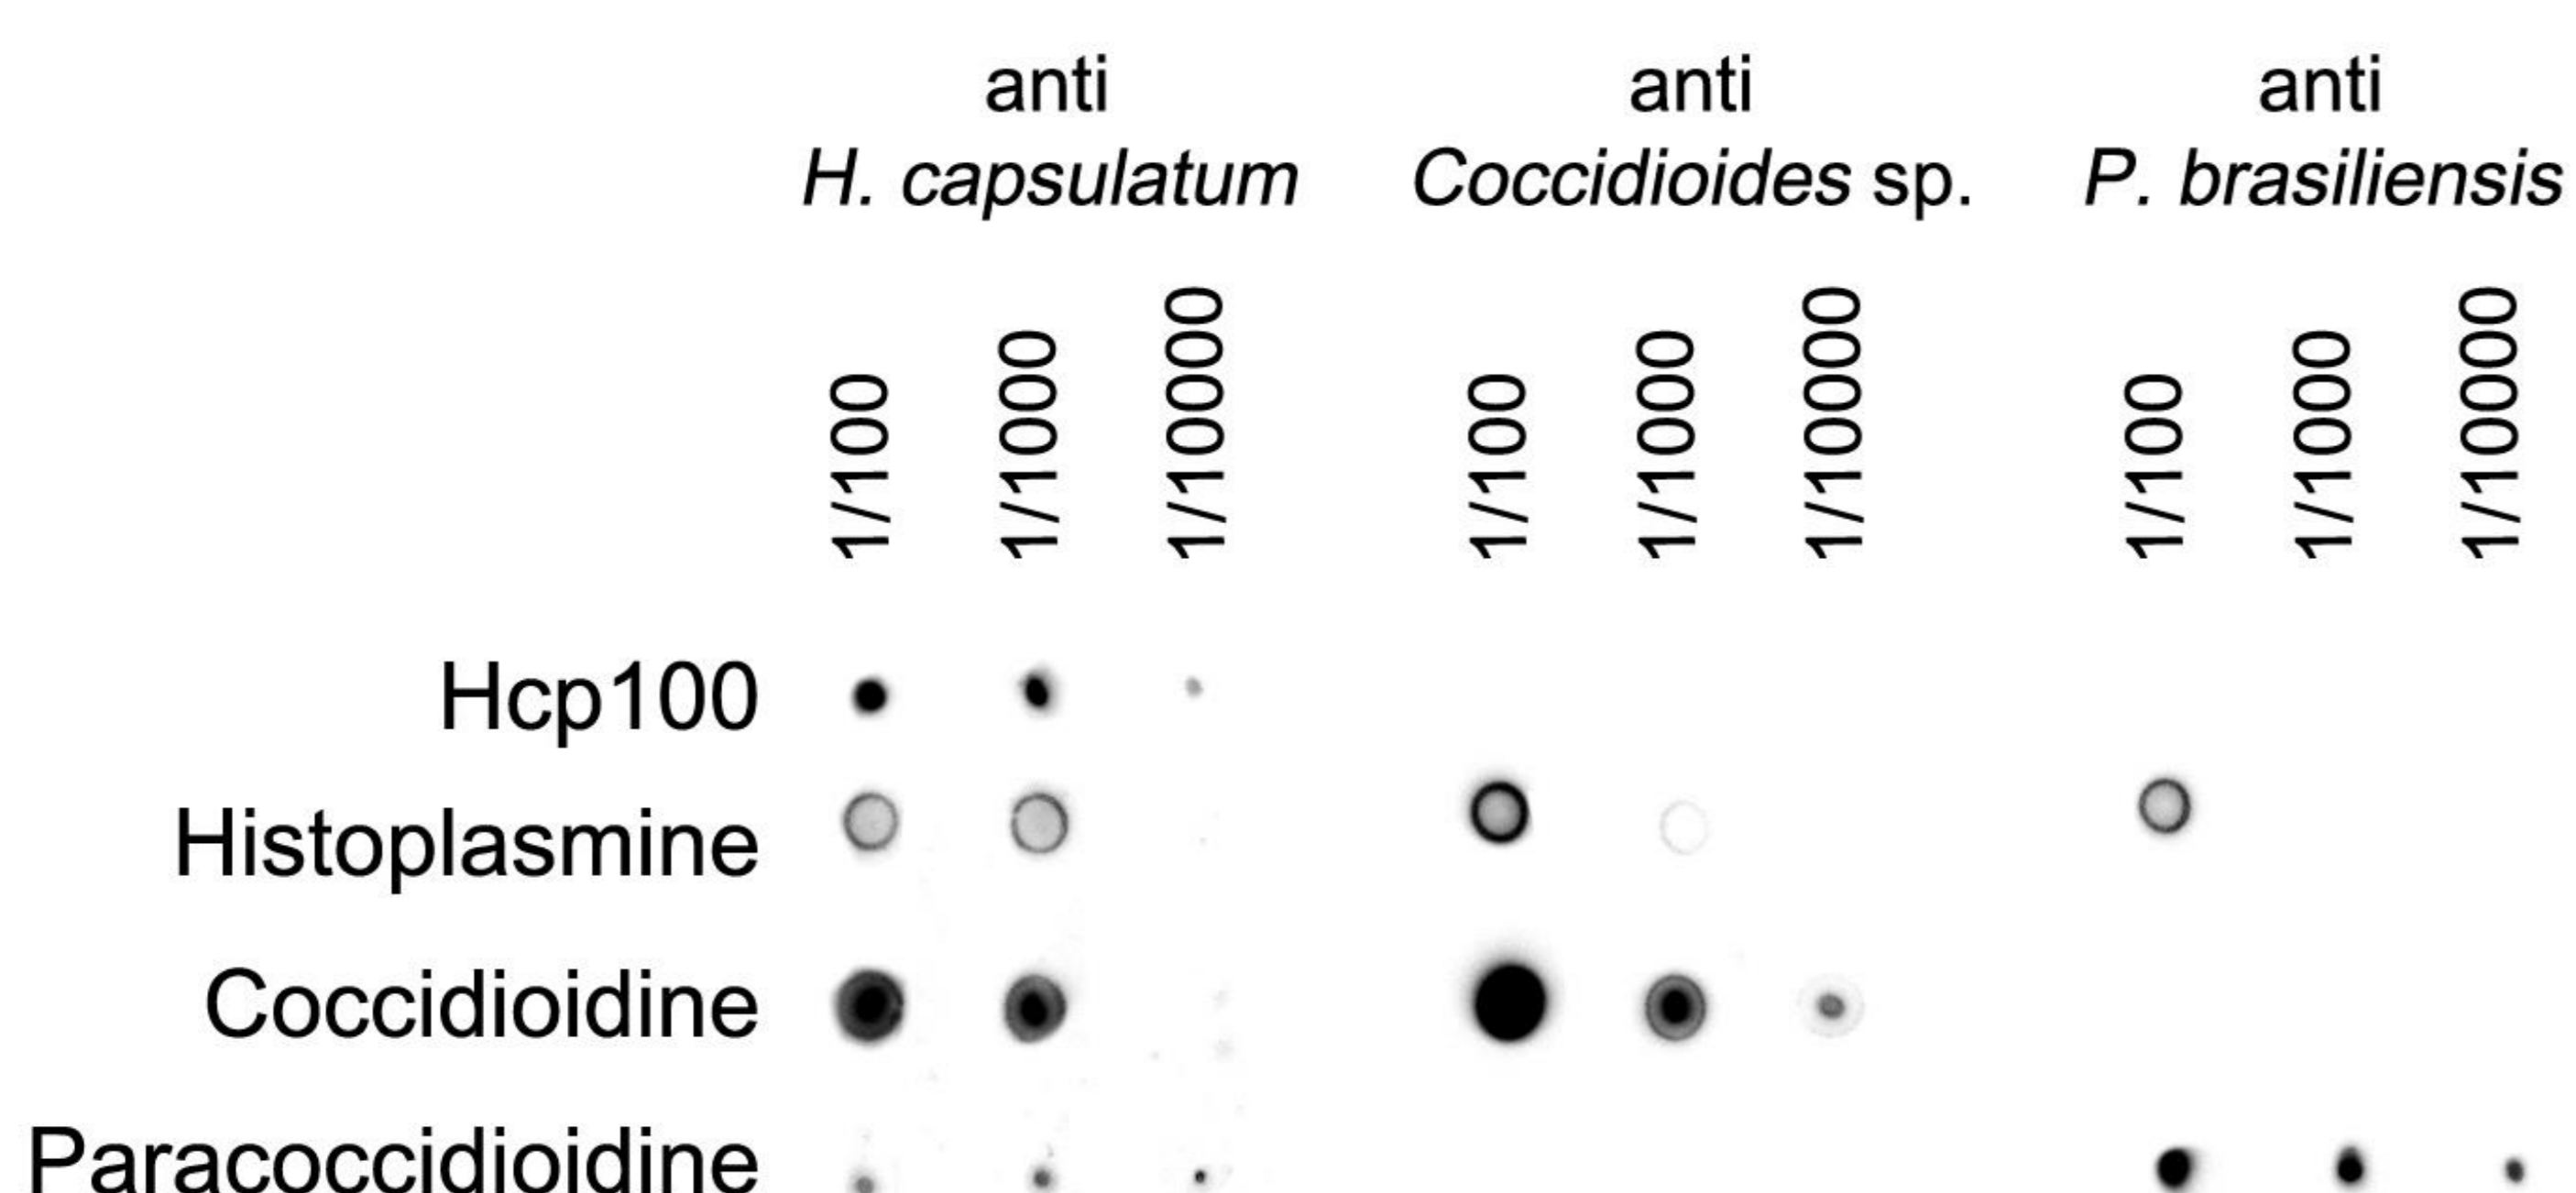 anti anti anti
H. capsulatum Coccidioides sp. P. brasiliensis
1/100 1/1000 1/10000 1/100 1/1000 1/10000 1/100 1/1000 1/10000
Hcp100
Histoplasmine
Coccidioidine
Paracoccidioidine